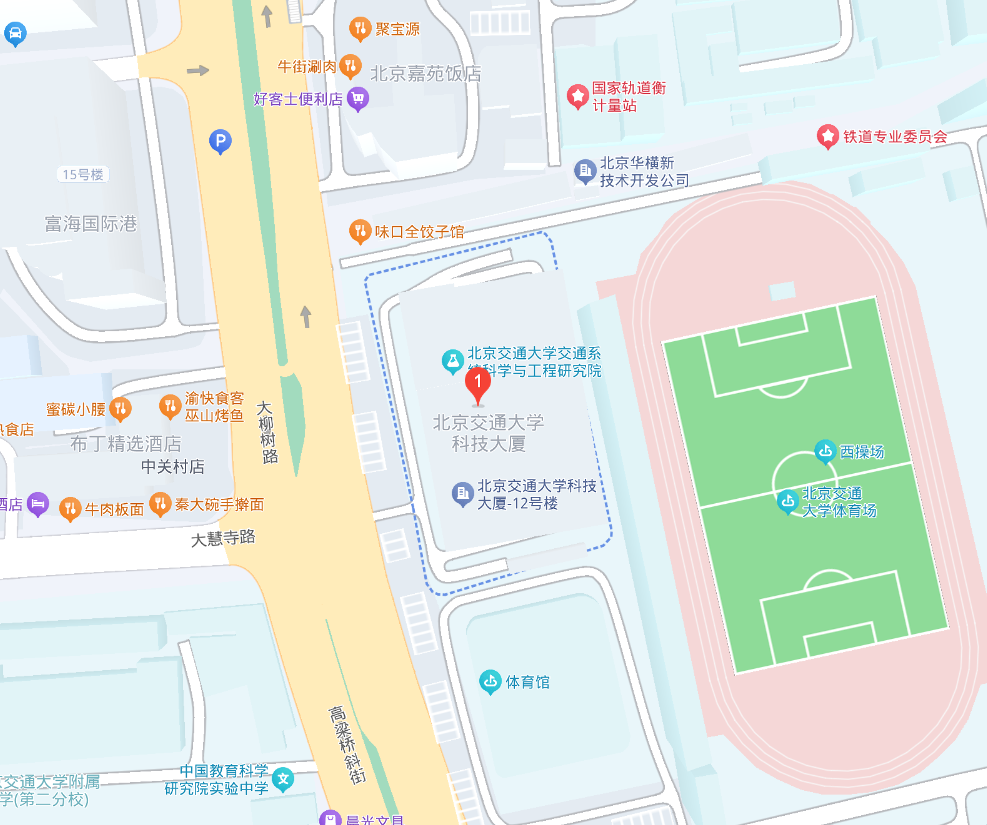 聚宝源
牛街涮肉
北京嘉苑饭店
好客士便利店
国家轨道衡
计量站
铁道专业委员会
P
北京华横新
技术开发公司
15号楼
富海国际港
味口全饺子馆
北京交通大学交通系
统科学与工程研究院
1
渝快食客
巫山烤鱼
蜜碳小腰
热食店
大柳树路
布丁精选酒店
中关村店
北京交通大学
科技大厦
西操场
北京交通大学科技
大厦-12号楼
北京交通
大学体育场
酒店
牛肉板面
秦大碗手擀面
大慧寺路
体育馆
高梁桥斜街
中国教育科学
研究院实验中学
文
交通大学附属
学(第二分校)
晨光文具